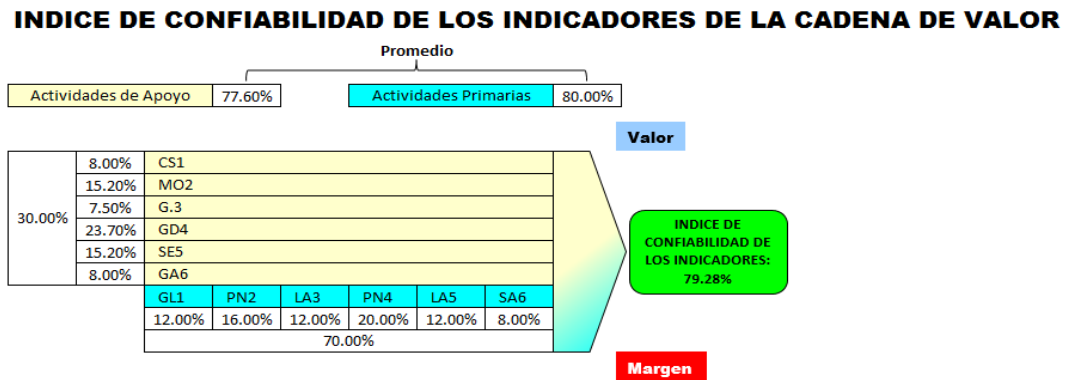 INDICE DE CONFIABILIDAD DE LOS INDICADORES DE LA CADENA DE VALOR
Promedio
Actividades de Apoyo 77.60% Actividades Primarias 80.00%
Valor
30.00%
8.00% CS1
15.20% MO2
7.50% G.3
23.70% GD4
15.20% SE5
8.00% GA6
GL1 PN2 LA3 PN4 LA5 SA6
12.00% 16.00% 12.00% 20.00% 12.00% 8.00%
70.00%
INDICE DE
CONFIABILIDAD DE
LOS INDICADORES:
79.28%
Margen